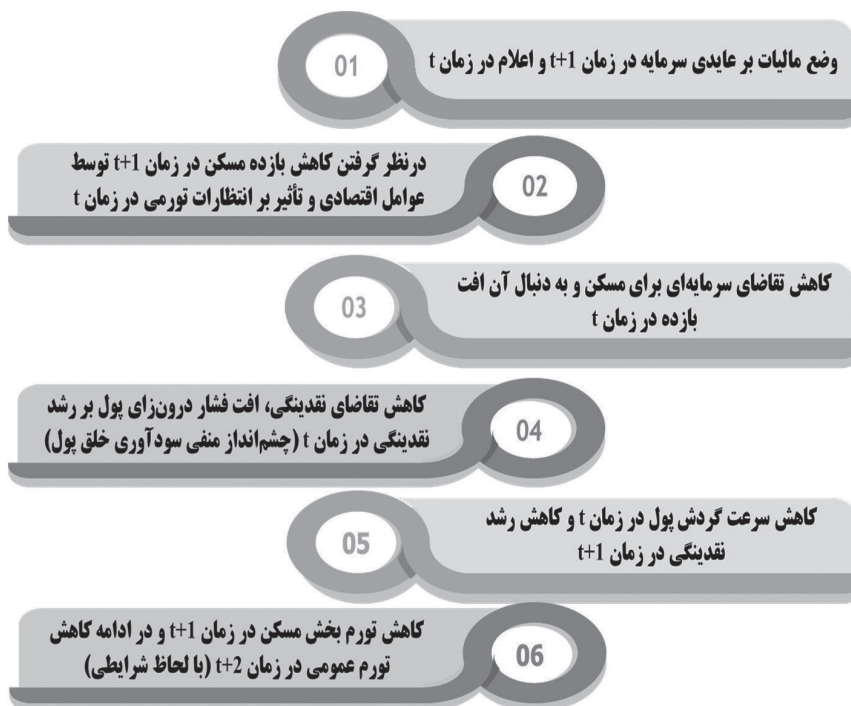 01
وضع مالیات بر عایدی سرمایه در زمان t+1 و اعلام در زمان t
02
درنظر گرفتن کاهش بازده مسکن در زمان t+1 توسط
عوامل اقتصادی و تأثیر بر انتظارات تورمی در زمان t
03
کاهش تقاضای سرمایه‌ای برای مسکن و به دنبال آن افت
بازده در زمان t
04
کاهش تقاضای نقدینگی، افت فشار درون‌زای پول بر رشد
نقدینگی در زمان t (چشم‌انداز منفی سودآوری خلق پول)
05
کاهش سرعت گردش پول در زمان t و کاهش رشد
نقدینگی در زمان t+1
06
کاهش تورم بخش مسکن در زمان t+1 و در ادامه کاهش
تورم عمومی در زمان t+2 (با لحاظ شرایطی)